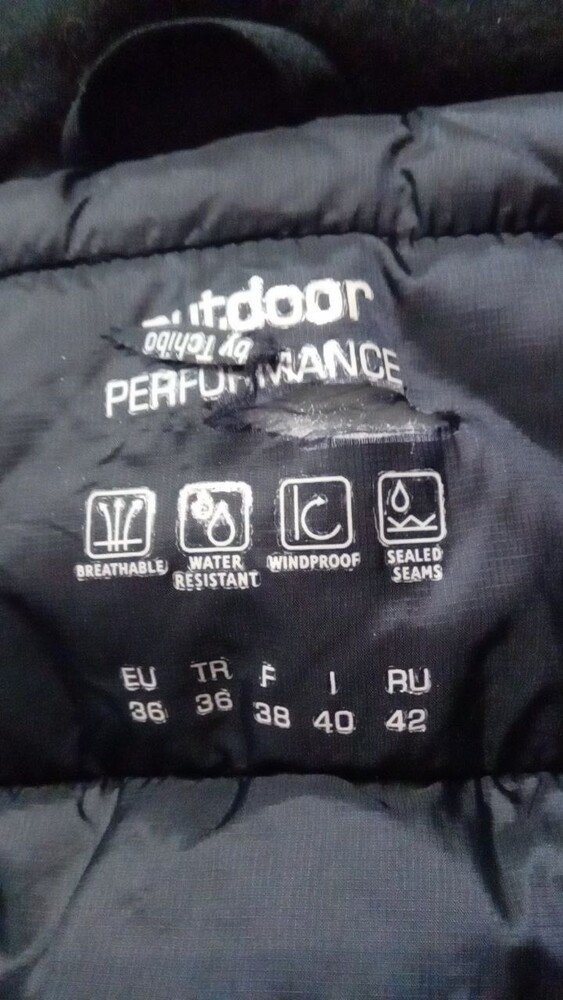 outdoor
by Tchibo
PERFORMANCE
BREATHABLE WATER RESISTANT WINDPROOF SEALED SEAMS
EU TR F I RU
36 36 38 40 42